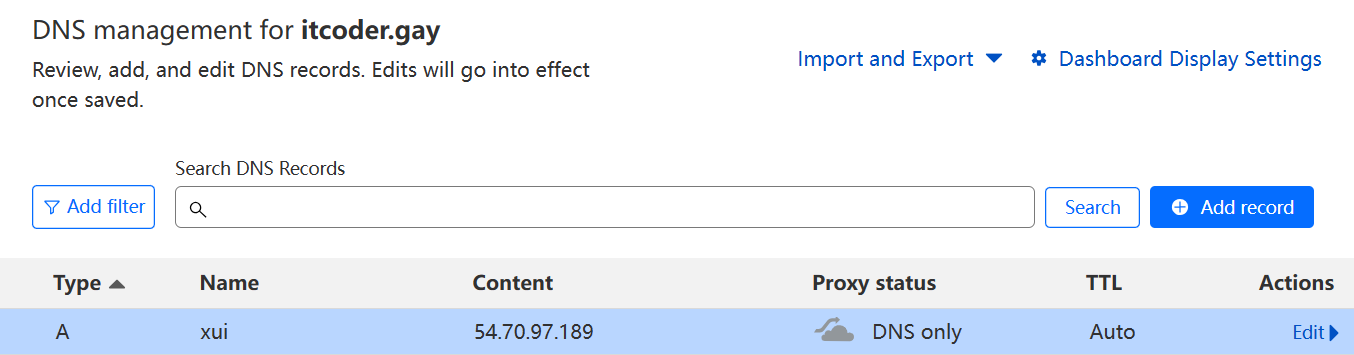 DNS management for itcoder.gay
Review, add, and edit DNS records. Edits will go into effect
once saved.
Import and Export
Dashboard Display Settings
Search DNS Records
Add filter
Search
Add record
Type Name Content Proxy status TTL Actions
A xui 54.70.97.189 DNS only Auto Edit